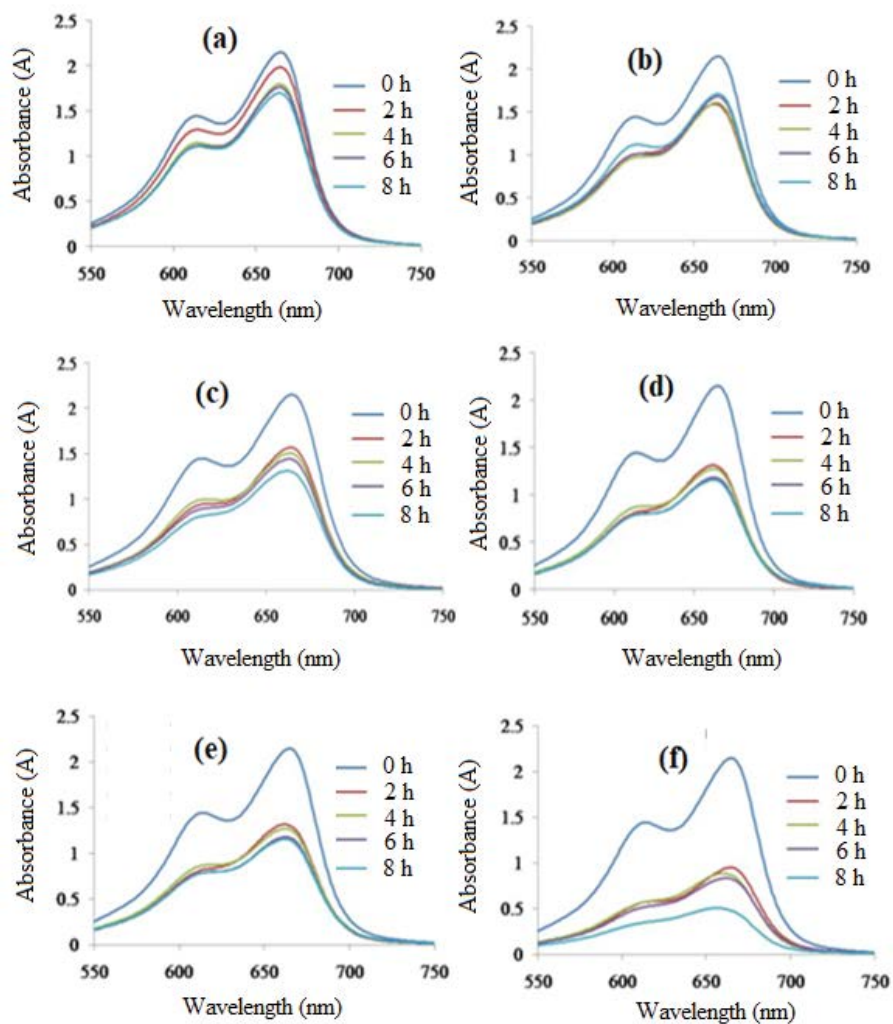 (a)
Absorbance (A)
2.5
2
1.5
1
0.5
0
550
600
650
700
750
Wavelength (nm)
0 h
2 h
4 h
6 h
8 h
(b)
Absorbance (A)
2.5
2
1.5
1
0.5
0
550
600
650
700
750
Wavelength (nm)
0 h
2 h
4 h
6 h
8 h
(c)
Absorbance (A)
2.5
2
1.5
1
0.5
0
550
600
650
700
750
Wavelength (nm)
0 h
2 h
4 h
6 h
8 h
(d)
Absorbance (A)
2.5
2
1.5
1
0.5
0
550
600
650
700
750
Wavelength (nm)
0 h
2 h
4 h
6 h
8 h
(e)
Absorbance (A)
2.5
2
1.5
1
0.5
0
550
600
650
700
750
Wavelength (nm)
0 h
2 h
4 h
6 h
8 h
(f)
Absorbance (A)
2.5
2
1.5
1
0.5
0
550
600
650
700
750
Wavelength (nm)
0 h
2 h
4 h
6 h
8 h